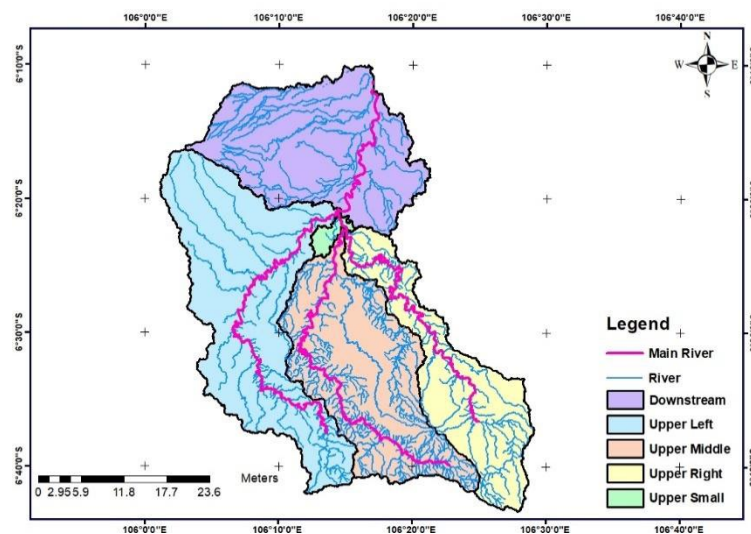 106°0'0"E 106°10'0"E 106°20'0"E 106°30'0"E 106°40'0"E
N
W E
S
6°10'0"S
6°20'0"S
6°30'0"S
6°40'0"S
Legend
Main River
River
Downstream
Upper Left
Upper Middle
Upper Right
Upper Small
Meters
0 2.95 5.9 11.8 17.7 23.6
106°0'0"E 106°10'0"E 106°20'0"E 106°30'0"E 106°40'0"E